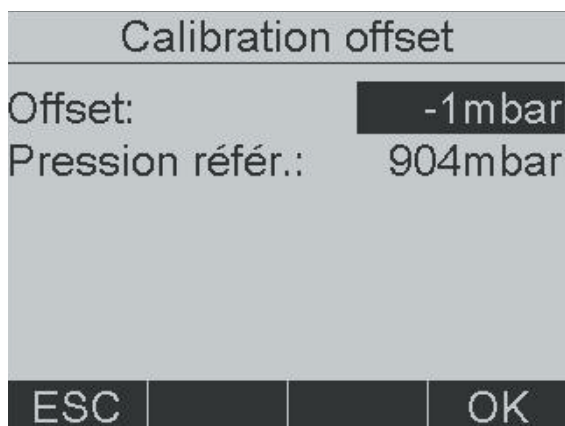 Calibration offset
Offset: -1mbar
Pression référ.: 904mbar
ESC OK